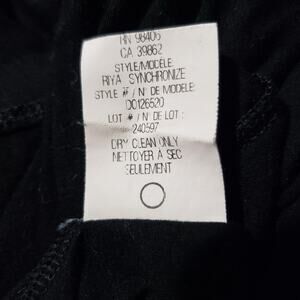 RN 98406
CA 39862
STYLE/MODÈLE:
RIYA SYNCHRONIZE
STYLE # / N° DE MODELE:
D0126520
LOT # / N° DE LOT :
240597
DRY CLEAN ONLY
NETTOYER A SEC
SEULEMENT